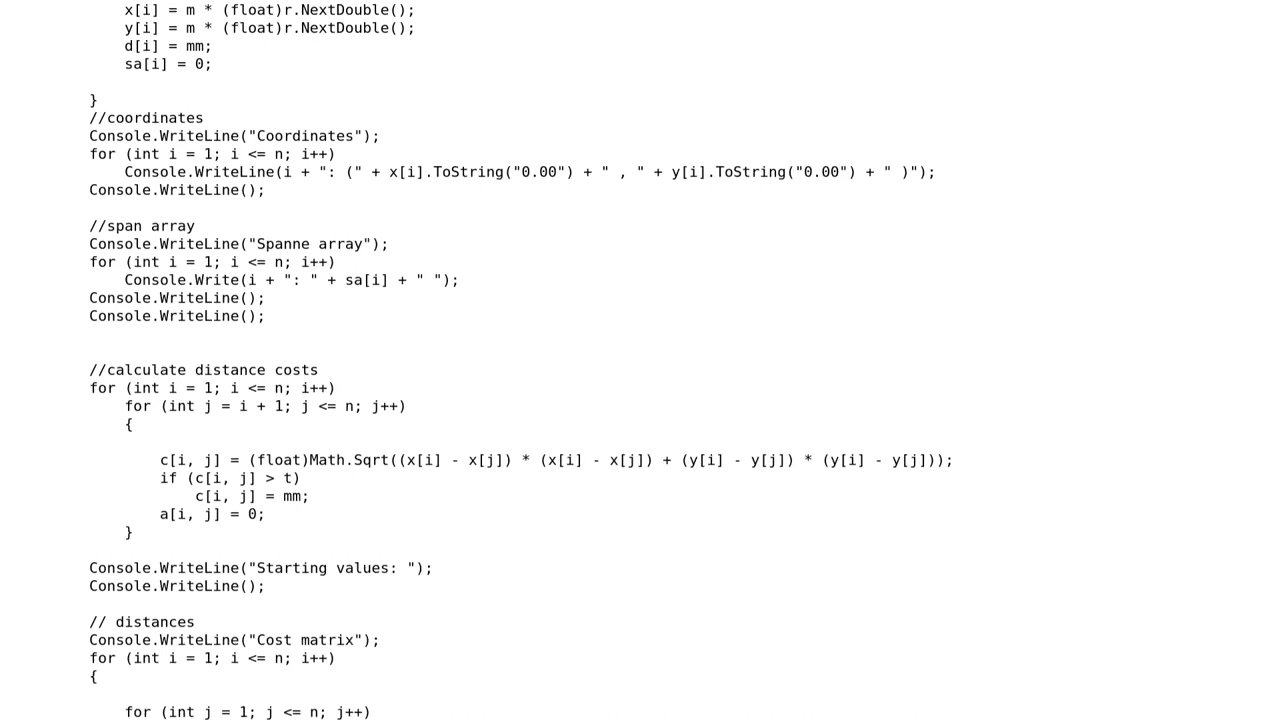 x[i] = m * (float)r.NextDouble();
y[i] = m * (float)r.NextDouble();
d[i] = mm;
sa[i] = 0;
}
//coordinates
Console.WriteLine("Coordinates");
for (int i = 1; i <= n; i++)
Console.WriteLine(i + ": (" + x[i].ToString("0.00") + " , " + y[i].ToString("0.00") + " )");
Console.WriteLine();
//span array
Console.WriteLine("Spanne array");
for (int i = 1; i <= n; i++)
Console.Write(i + ": " + sa[i] + " ");
Console.WriteLine();
Console.WriteLine();
//calculate distance costs
for (int i = 1; i <= n; i++)
for (int j = i + 1; j <= n; j++)
{
c[i, j] = (float)Math.Sqrt((x[i] - x[j]) * (x[i] - x[j]) + (y[i] - y[j]) * (y[i] - y[j]));
if (c[i, j] > t)
c[i, j] = mm;
a[i, j] = 0;
}
Console.WriteLine("Starting values: ");
Console.WriteLine();
// distances
Console.WriteLine("Cost matrix");
for (int i = 1; i <= n; i++)
{
for (int j = 1; j <= n; j++)